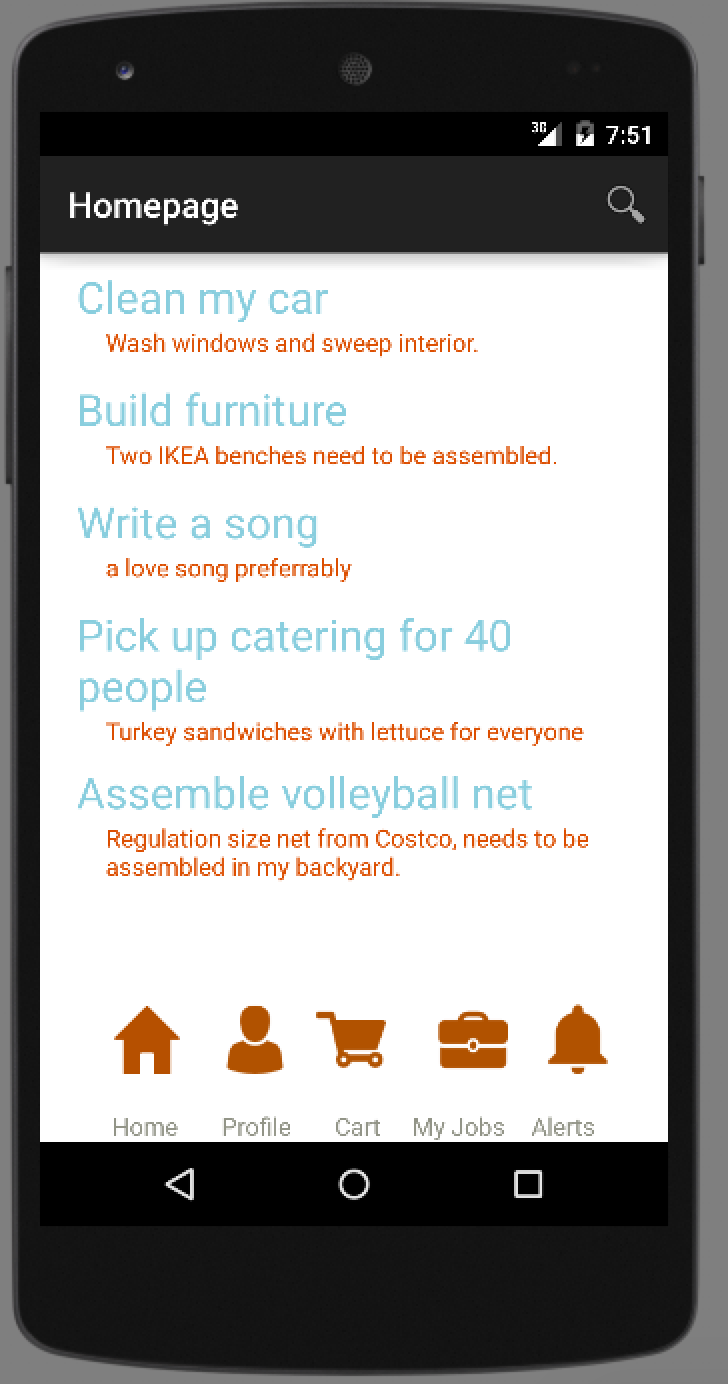 3G 7:51
Homepage
Clean my car
Wash windows and sweep interior.
Build furniture
Two IKEA benches need to be assembled.
Write a song
a love song preferrably
Pick up catering for 40
people
Turkey sandwiches with lettuce for everyone
Assemble volleyball net
Regulation size net from Costco, needs to be
assembled in my backyard.
Home Profile Cart My Jobs Alerts